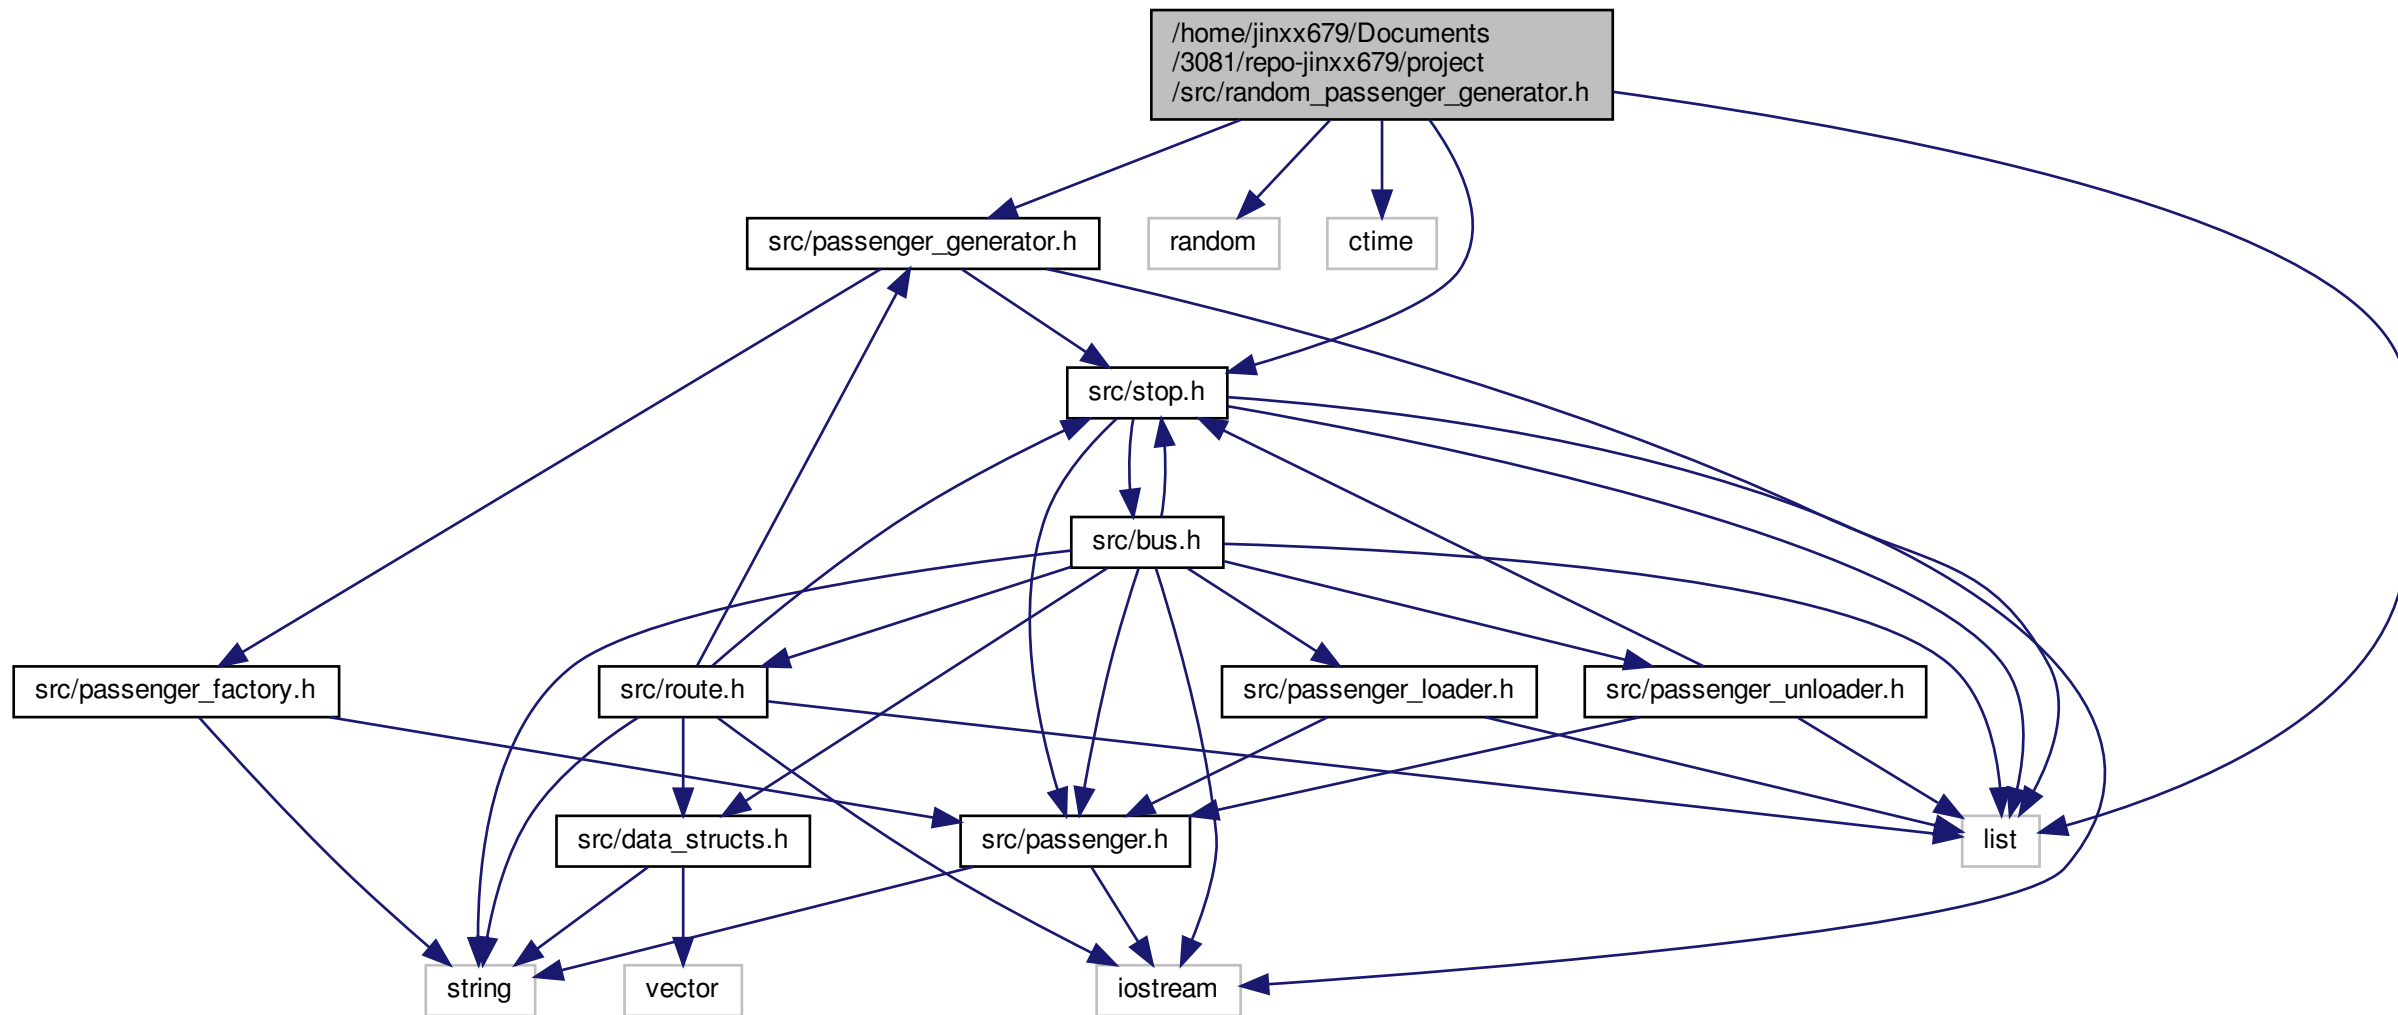 /home/jinxx679/Documents
/3081/repo-jinxx679/project
/src/random_passenger_generator.h
src/passenger_generator.h
random
ctime
src/stop.h
src/bus.h
src/passenger_factory.h
src/route.h
src/passenger_loader.h
src/passenger_unloader.h
src/data_structs.h
src/passenger.h
list
string
vector
iostream